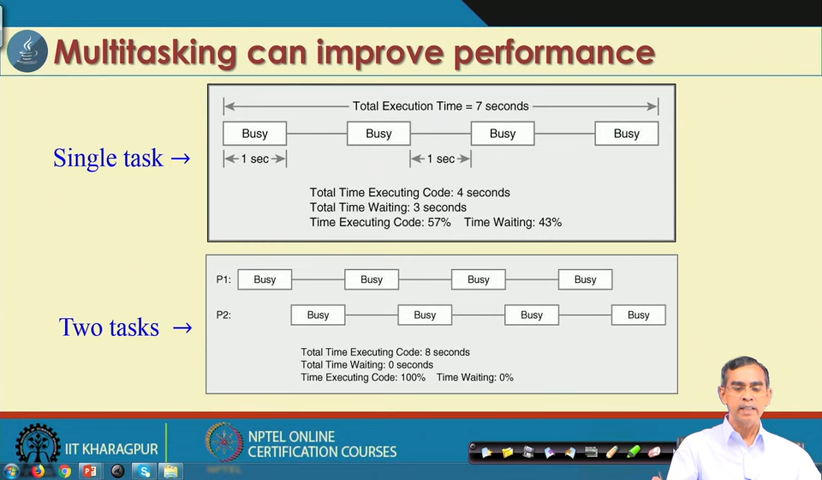 Multitasking can improve performance
Total Execution Time = 7 seconds
Single task →
Busy Busy Busy Busy
1 sec 1 sec
Total Time Executing Code: 4 seconds
Total Time Waiting: 3 seconds
Time Executing Code: 57% Time Waiting: 43%
Two tasks →
P1: Busy Busy Busy Busy
P2: Busy Busy Busy Busy
Total Time Executing Code: 8 seconds
Total Time Waiting: 0 seconds
Time Executing Code: 100% Time Waiting: 0%
IIT KHARAGPUR
NPTEL ONLINE
CERTIFICATION COURSES
NPTEL